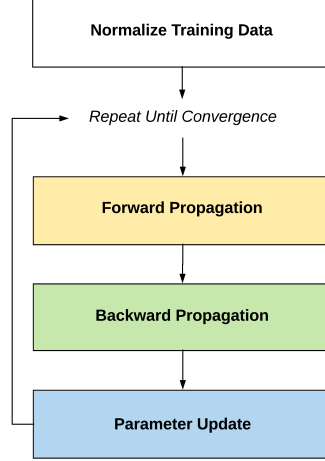 Normalize Training Data
Repeat Until Convergence
Forward Propagation
Backward Propagation
Parameter Update